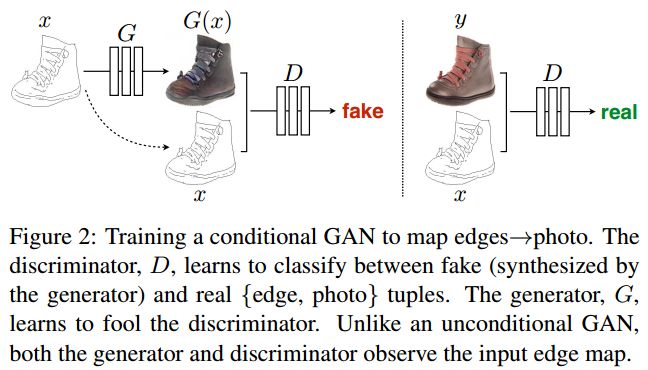 x
G
G(x)
D
fake
x
y
D
real
x
Figure 2: Training a conditional GAN to map edges→photo. The
discriminator, D, learns to classify between fake (synthesized by
the generator) and real {edge, photo} tuples. The generator, G,
learns to fool the discriminator. Unlike an unconditional GAN,
both the generator and discriminator observe the input edge map.